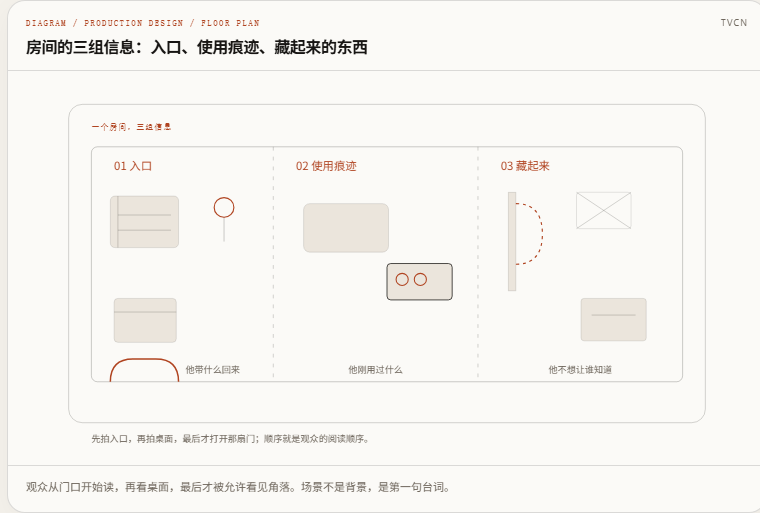 DIAGRAM / PRODUCTION DESIGN / FLOOR PLAN
TVCN
房间的三组信息：入口、使用痕迹、藏起来的东西
一个房间，三组信息
01 入口
02 使用痕迹
03 藏起来
他带什么回来
他刚用过什么
他不想让谁知道
先拍入口，再拍桌面，最后才打开那扇门；顺序就是观众的阅读顺序。
观众从门口开始读，再看桌面，最后才被允许看见角落。场景不是背景，是第一句台词。